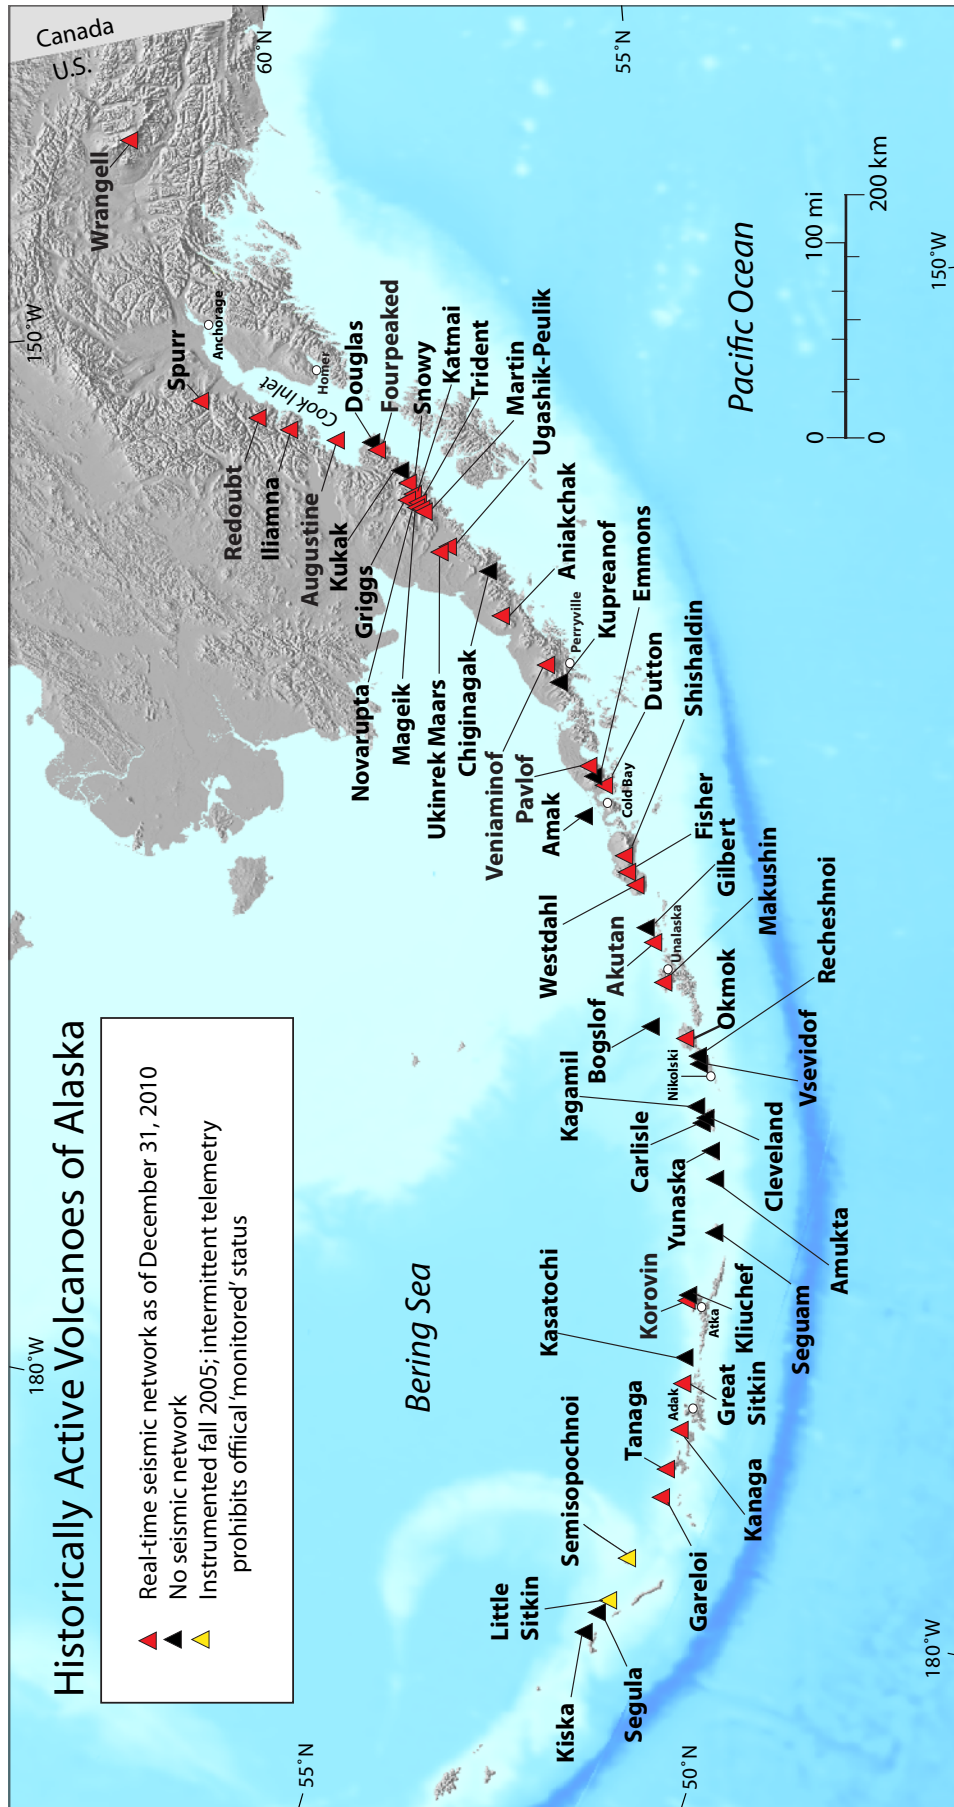 Historically Active Volcanoes of Alaska
Real-time seismic network as of December 31, 2010
No seismic network
Instrumented fall 2005; intermittent telemetry
prohibits offiical 'monitored' status
180°W
150°W
Canada
U.S.
60°N
55°N
55°N
50°N
180°W
150°W
Bering Sea
Pacific Ocean
Cook Inlet
0
100 mi
0
200 km
Wrangell
Spurr
Anchorage
Homer
Redoubt
Iliamna
Augustine
Douglas
Fourpeaked
Kukak
Snowy
Griggs
Katmai
Novarupta
Trident
Mageik
Martin
Ukinrek Maars
Ugashik-Peulik
Chiginagak
Aniakchak
Veniaminof
Perryville
Kupreanof
Pavlof
Emmons
Dutton
Cold Bay
Amak
Shishaldin
Fisher
Westdahl
Gilbert
Akutan
Unalaska
Makushin
Bogslof
Okmok
Recheshnoi
Vsevidof
Nikolski
Kagamil
Carlisle
Cleveland
Yunaska
Amukta
Seguam
Korovin
Kliuchef
Atka
Kasatochi
Great
Sitkin
Adak
Kanaga
Tanaga
Gareloi
Semisopochnoi
Little
Sitkin
Segula
Kiska